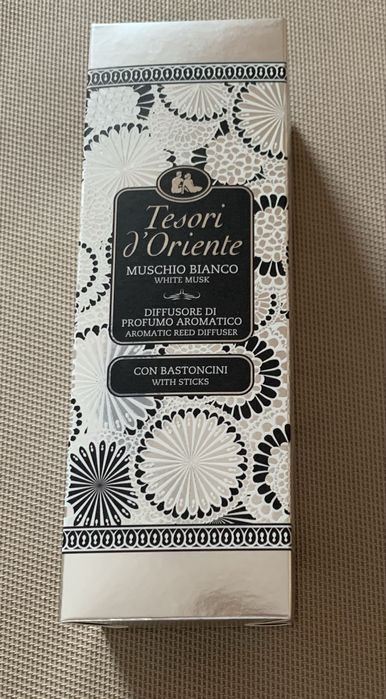 Tesori
d'Oriente
MUSCHIO BIANCO
WHITE MUSK
DIFFUSORE DI
PROFUMO AROMATICO
AROMATIC REED DIFFUSER
CON BASTONCINI
WITH STICKS